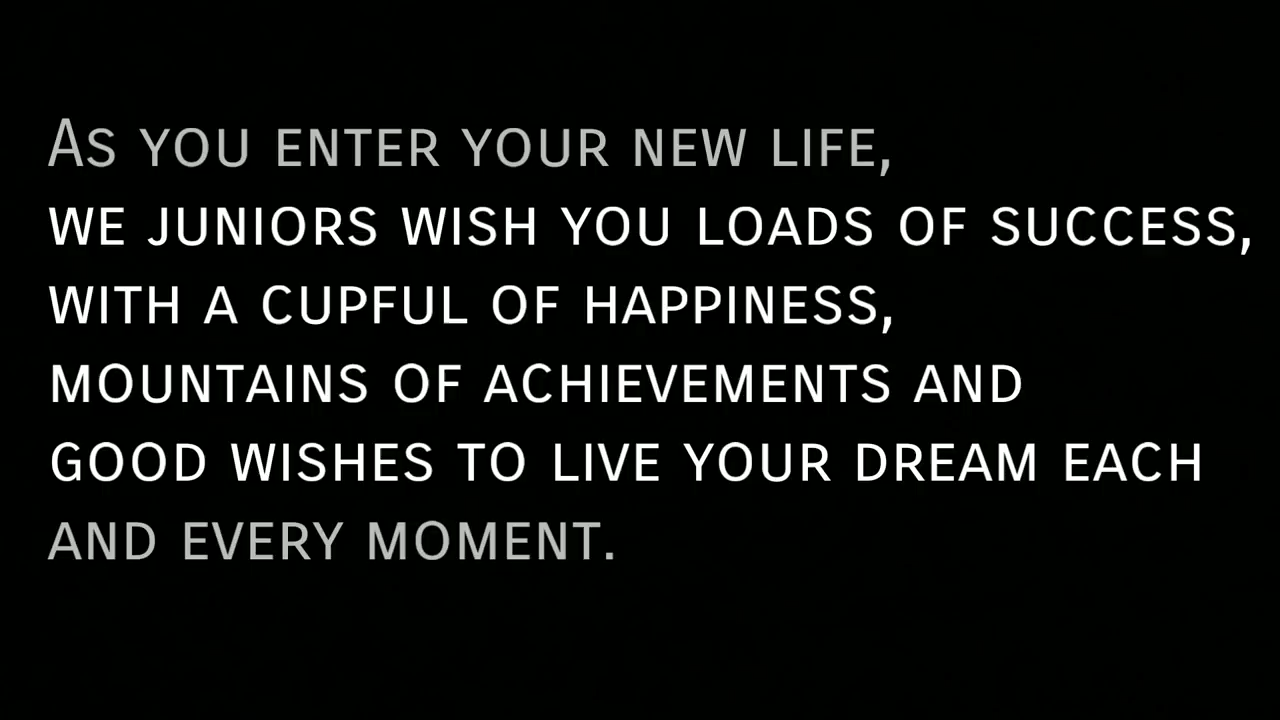 As you enter your new life,
we juniors wish you loads of success,
with a cupful of happiness,
mountains of achievements and
good wishes to live your dream each
and every moment.